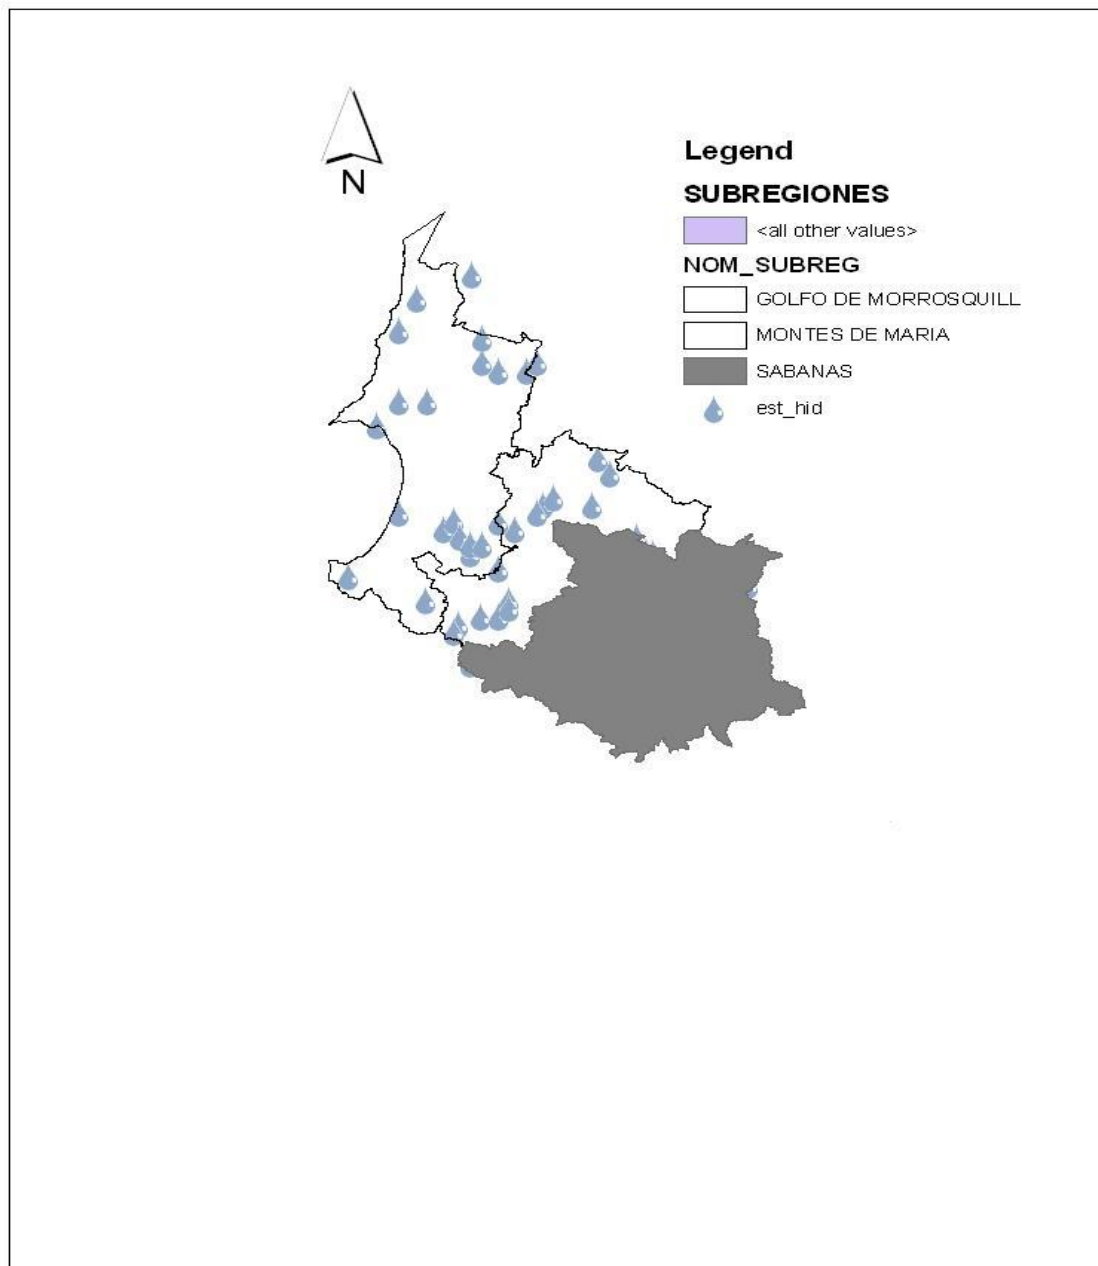 N
Legend
SUBREGIONES
<all other values>
NOM_SUBREG
GOLFO DE MORROSQUILL
MONTES DE MARIA
SABANAS
est_hid